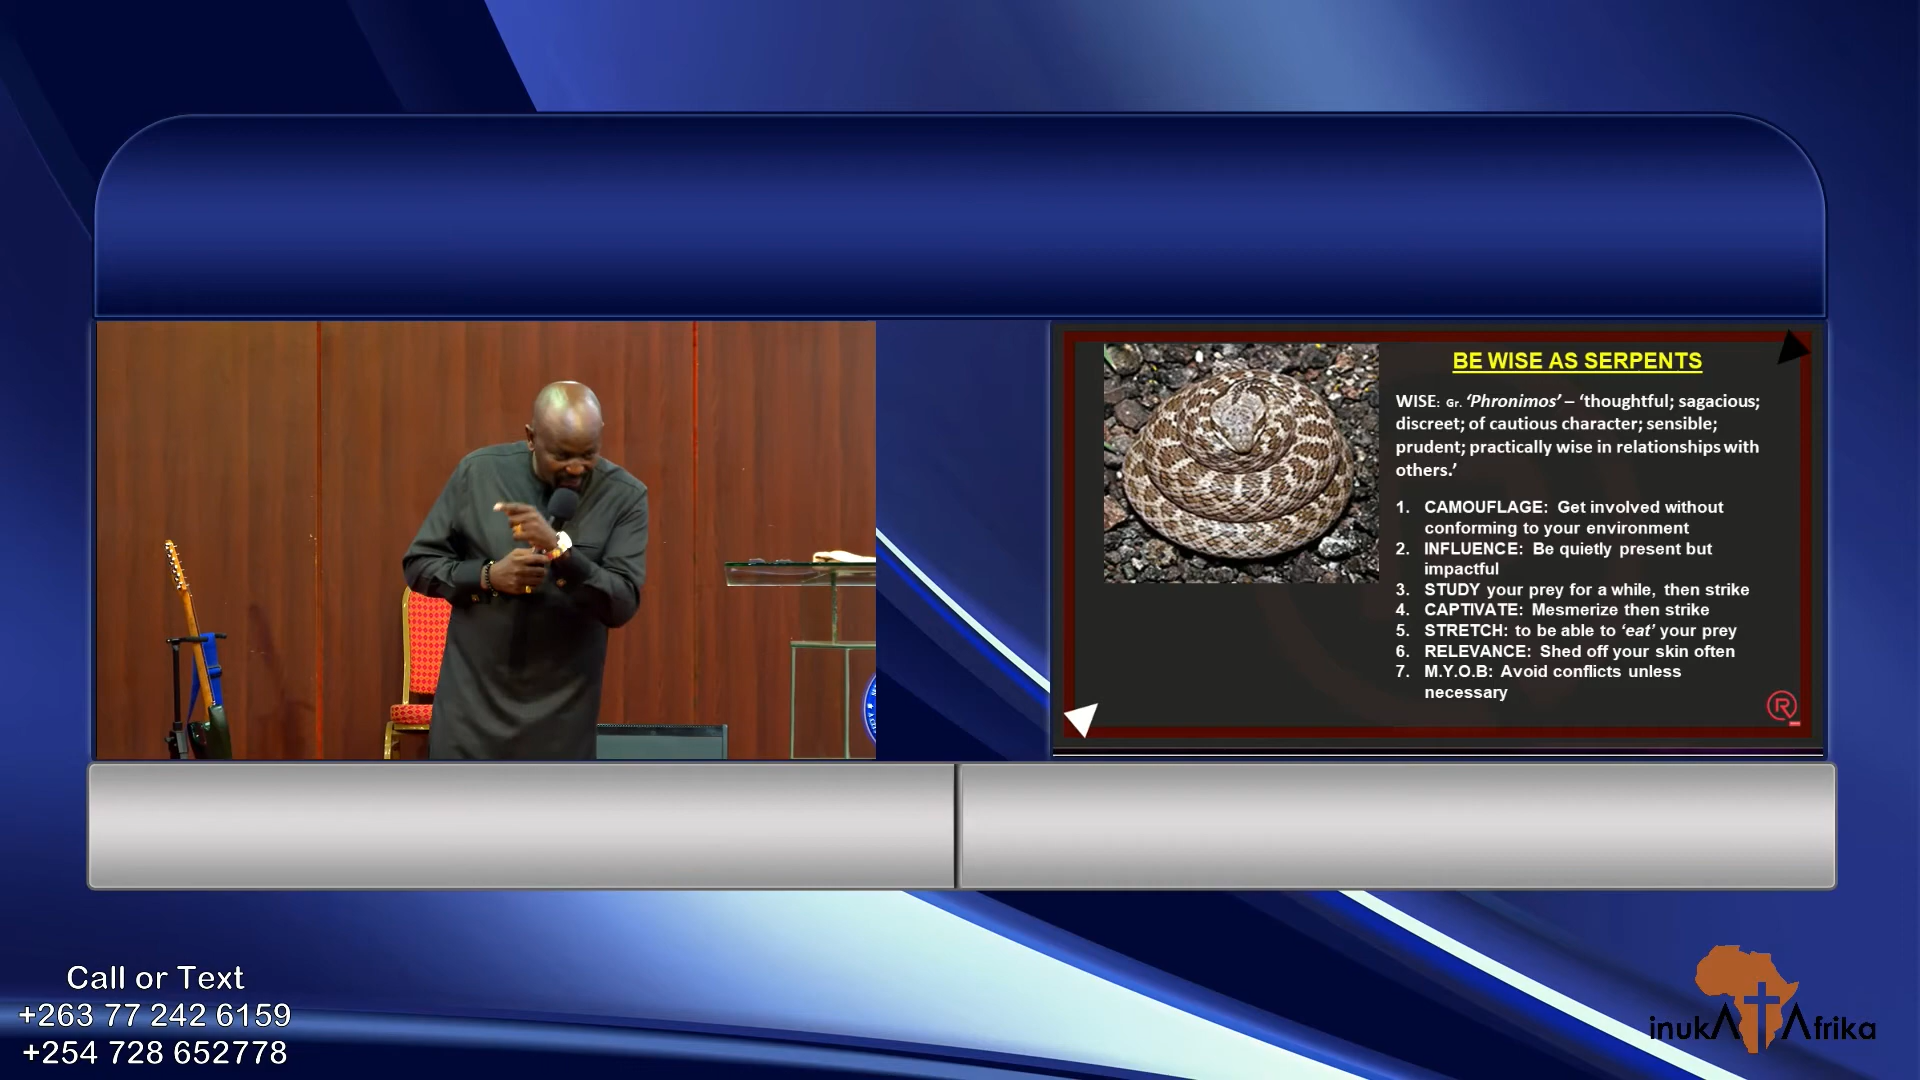 BE WISE AS SERPENTS
WISE: Gr. ‘Phronimos’ – ‘thoughtful; sagacious;
discreet; of cautious character; sensible;
prudent; practically wise in relationships with
others.’
1. CAMOUFLAGE: Get involved without
conforming to your environment
2. INFLUENCE: Be quietly present but
impactful
3. STUDY your prey for a while, then strike
4. CAPTIVATE: Mesmerize then strike
5. STRETCH: to be able to ‘eat’ your prey
6. RELEVANCE: Shed off your skin often
7. M.Y.O.B: Avoid conflicts unless
necessary
R
Call or Text
+263 77 242 6159
+254 728 652778
inukA Afrika